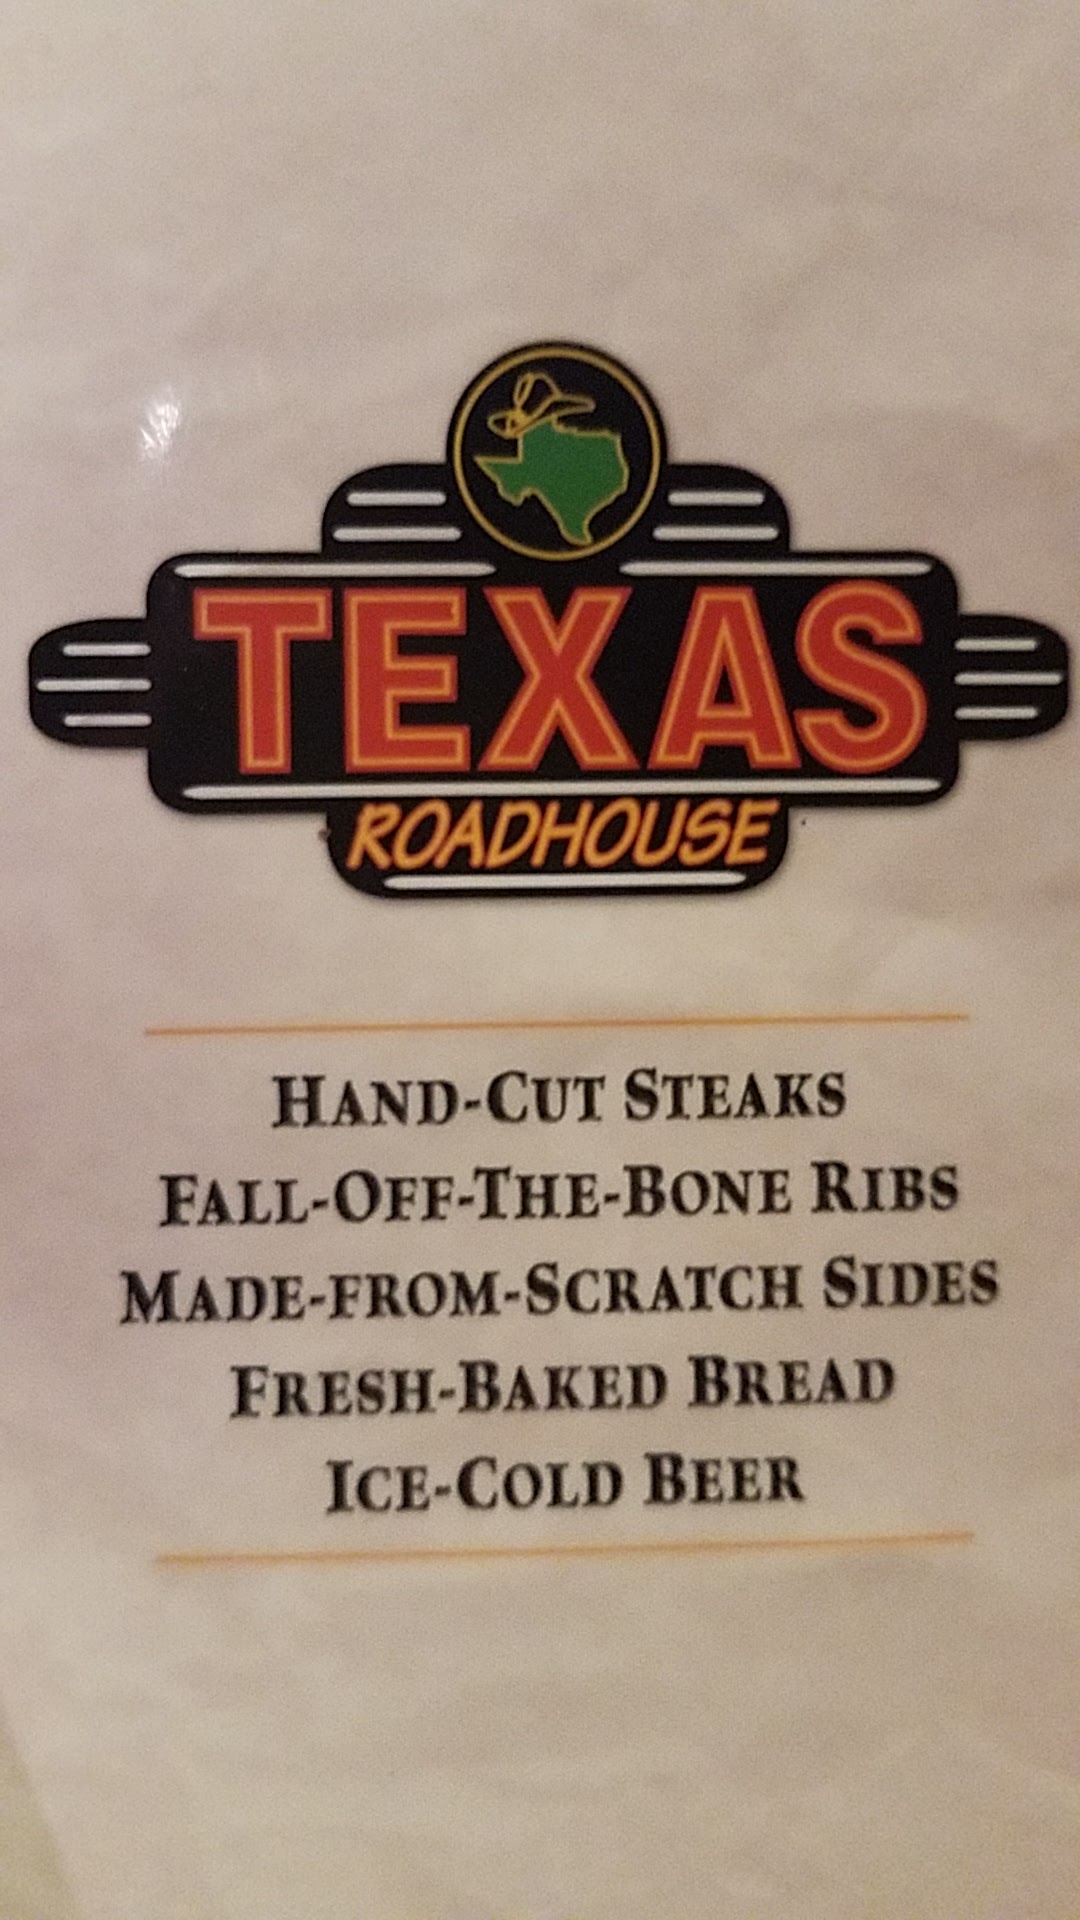 TEXAS
ROADHOUSE
HAND-CUT STEAKS
FALL-OFF-THE-BONE RIBS
MADE-FROM-SCRATCH SIDES
FRESH-BAKED BREAD
ICE-COLD BEER